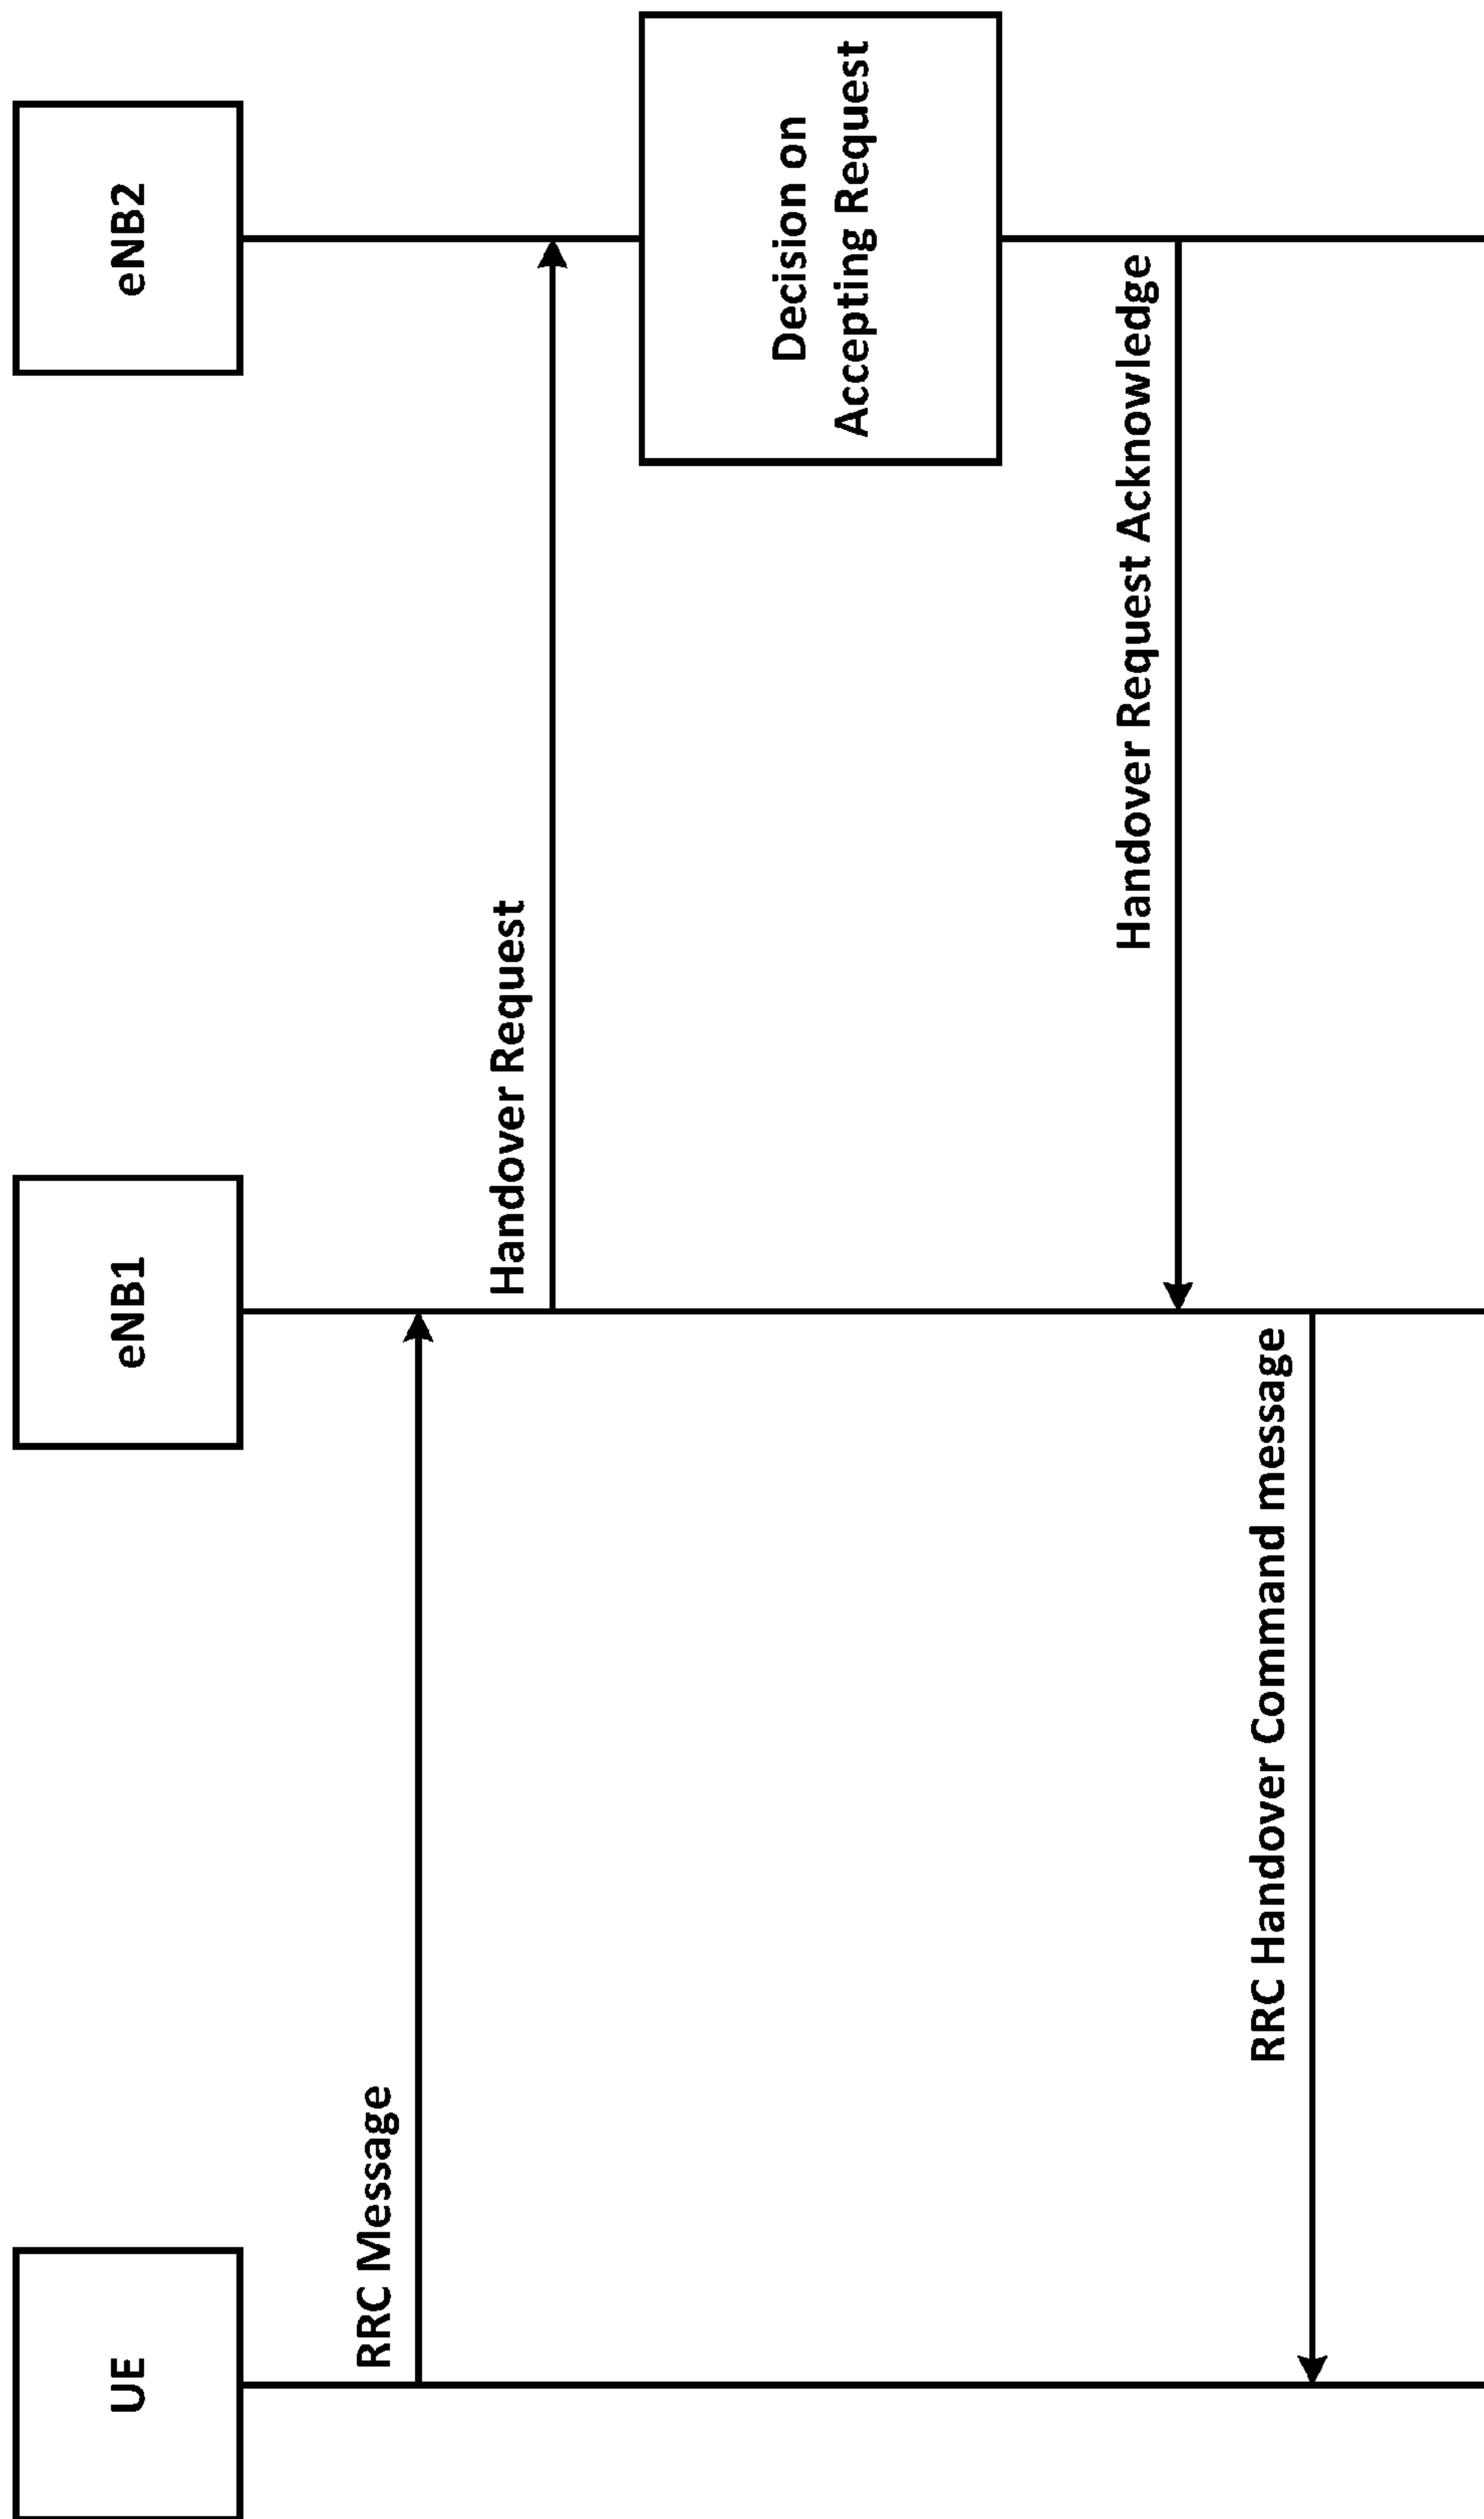 UE
eNB1
eNB2
RRC Message
Handover Request
Decision on
Accepting Request
Handover Request Acknowledge
RRC Handover Command message